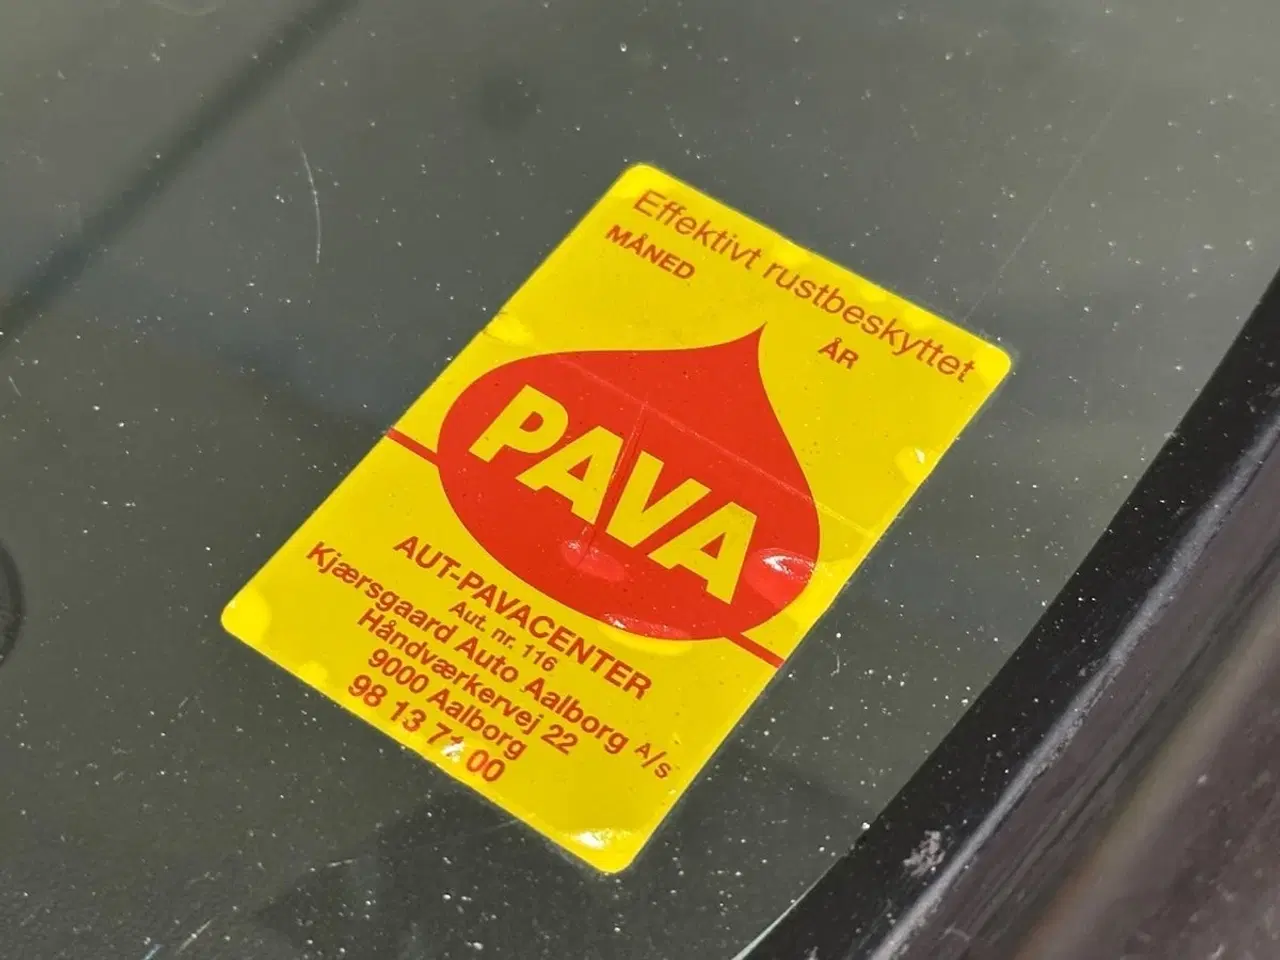 Effektivt rustbeskyttet
MÅNED ÅR
PAVA
AUT-PAVACENTER
Aut. nr. 116
Kjærsgaard Auto Aalborg A/s
Håndværkervej 22
9000 Aalborg
98 13 00